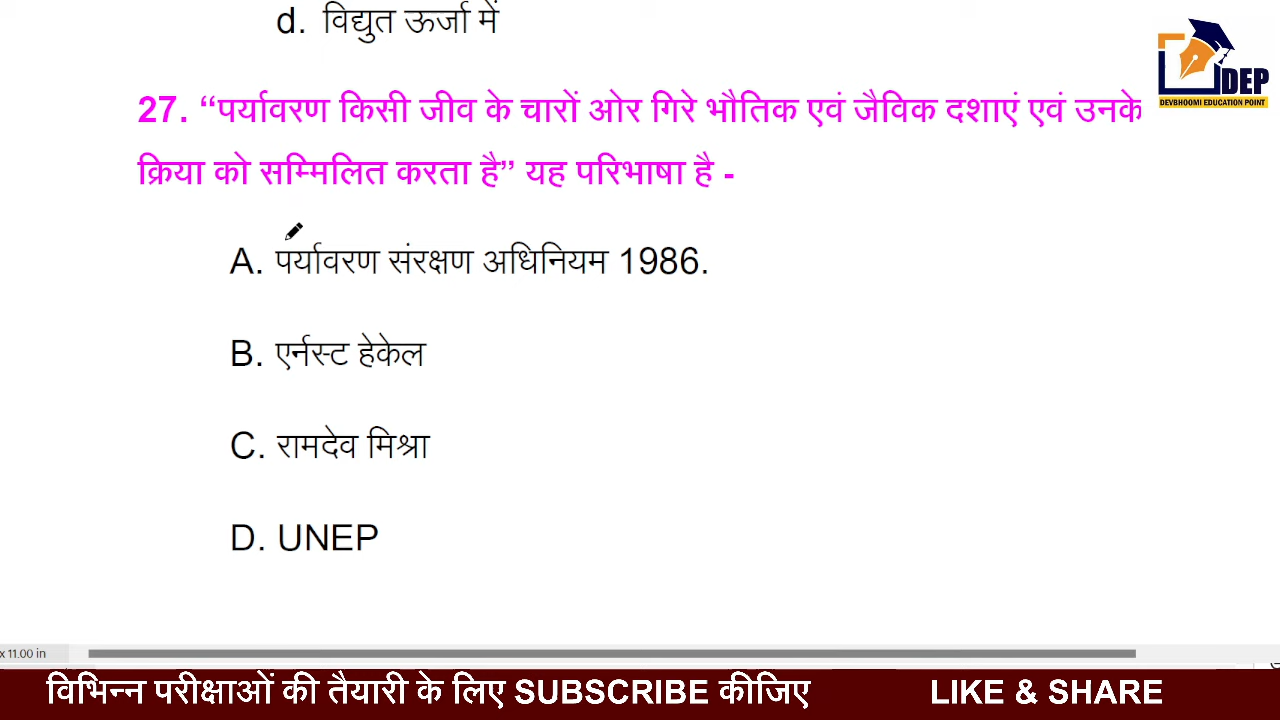 d. विद्युत ऊर्जा में
DEP
DEVBHOOMI EDUCATION POINT
27. “पर्यावरण किसी जीव के चारों ओर गिरे भौतिक एवं जैविक दशाएं एवं उनके
क्रिया को सम्मिलित करता है” यह परिभाषा है -
A. पर्यावरण संरक्षण अधिनियम 1986.
B. एर्नस्ट हेकेल
C. रामदेव मिश्रा
D. UNEP
x 11.00 in
विभिन्न परीक्षाओं की तैयारी के लिए SUBSCRIBE कीजिए LIKE & SHARE